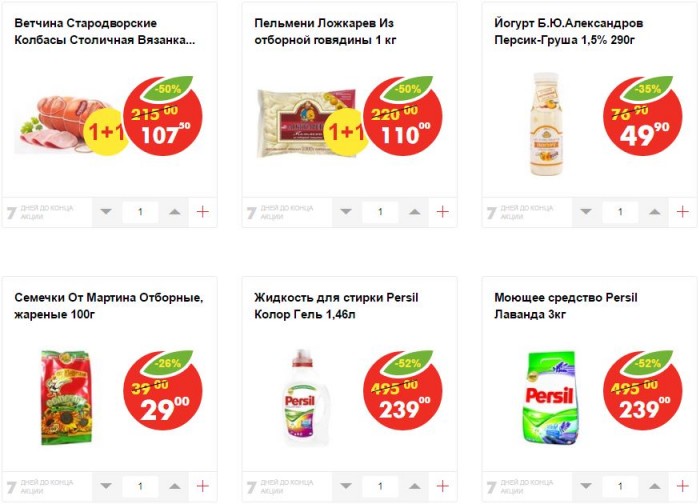 Ветчина Стародворские
Колбасы Столичная Вязанка...
-50%
215 00
1+1
107 50
7 ДНЕЙ ДО КОНЦА
АКЦИИ
1
+
Пельмени Ложкарев Из
отборной говядины 1 кг
-50%
220 00
1+1
110 00
7 ДНЕЙ ДО КОНЦА
АКЦИИ
1
+
Йогурт Б.Ю.Александров
Персик-Груша 1,5% 290г
-35%
76 90
49 90
7 ДНЕЙ ДО КОНЦА
АКЦИИ
1
+
Семечки От Мартина Отборные,
жареные 100г
-26%
39 00
29 00
7 ДНЕЙ ДО КОНЦА
АКЦИИ
1
+
Жидкость для стирки Persil
Колор Гель 1,46л
Persil
-52%
495 00
239 00
7 ДНЕЙ ДО КОНЦА
АКЦИИ
1
+
Моющее средство Persil
Лаванда 3кг
Persil
-52%
495 00
239 00
7 ДНЕЙ ДО КОНЦА
АКЦИИ
1
+